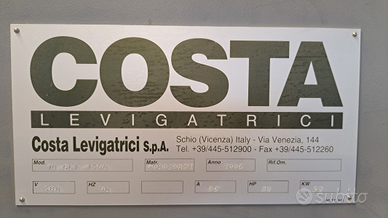 COSTA
LEVIGATRICI
Costa Levigatrici S.p.A.
Schio (Vicenza) Italy - Via Venezia, 144
Tel. +39/445-512900 - Fax +39/445-512260
Mod. Matr. Anno Rif.Om.
V HZ A HP KW
subito